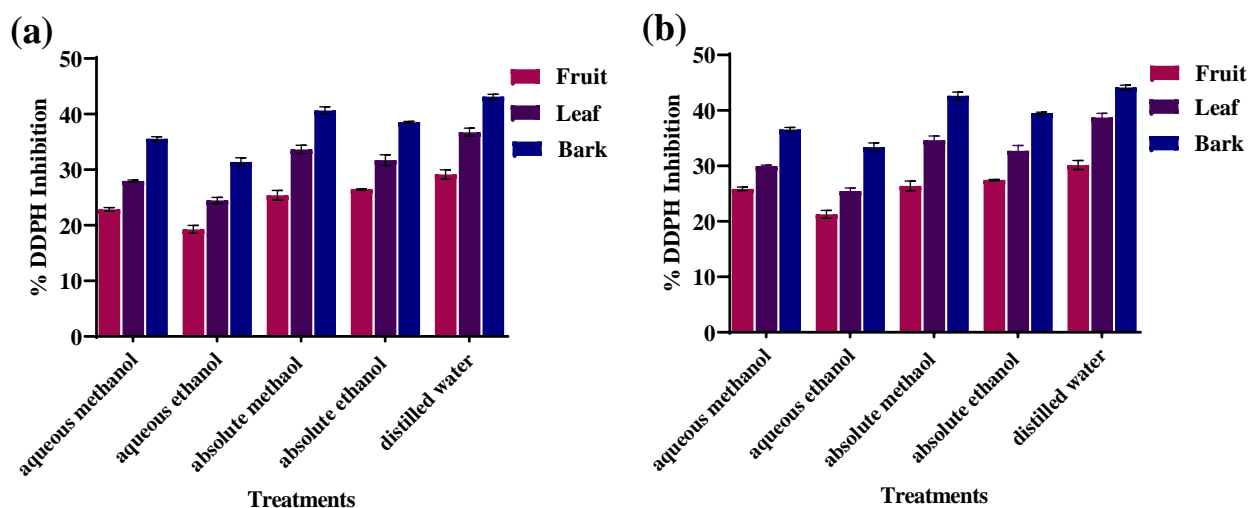 (a)
% DDPH Inhibition
50
40
30
20
10
0
Fruit
Leaf
Bark
aqueous methanol
aqueous ethanol
absolute methaol
absolute ethanol
distilled water
Treatments
(b)
% DDPH Inhibition
50
40
30
20
10
0
Fruit
Leaf
Bark
aqueous methanol
aqueous ethanol
absolute methaol
absolute ethanol
distilled water
Treatments